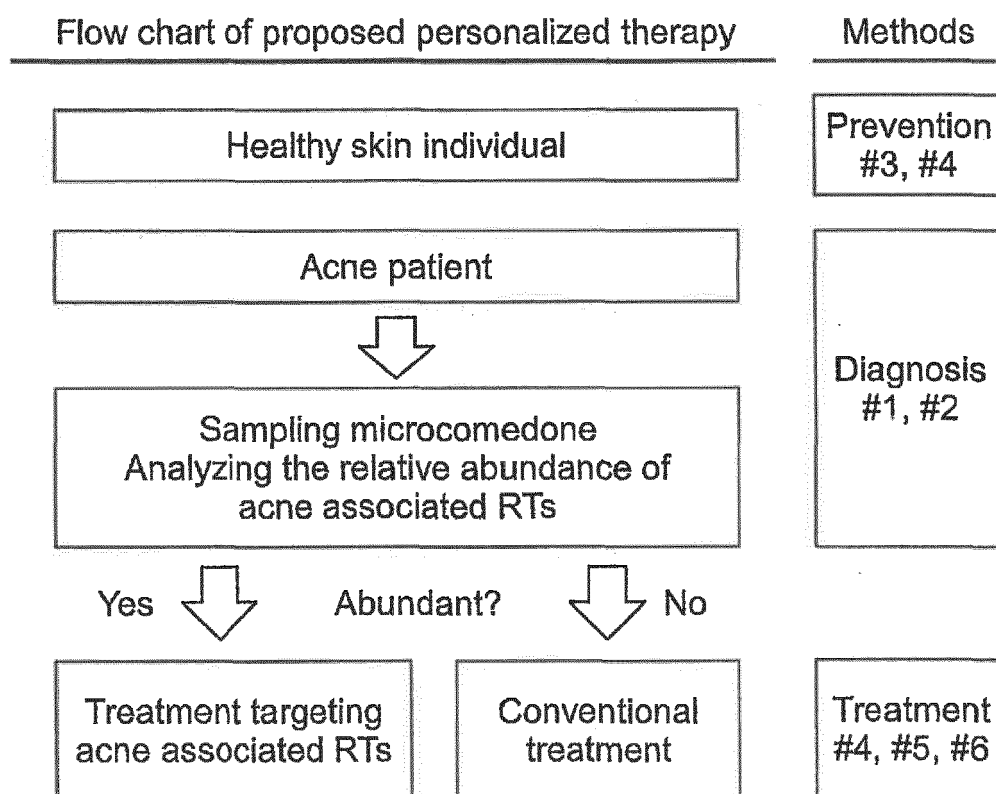 Flow chart of proposed personalized therapy
Methods
Healthy skin individual
Prevention
#3, #4
Acne patient
Sampling microcomedone
Analyzing the relative abundance of
acne associated RTs
Diagnosis
#1, #2
Yes
Abundant?
No
Treatment targeting
acne associated RTs
Conventional
treatment
Treatment
#4, #5, #6